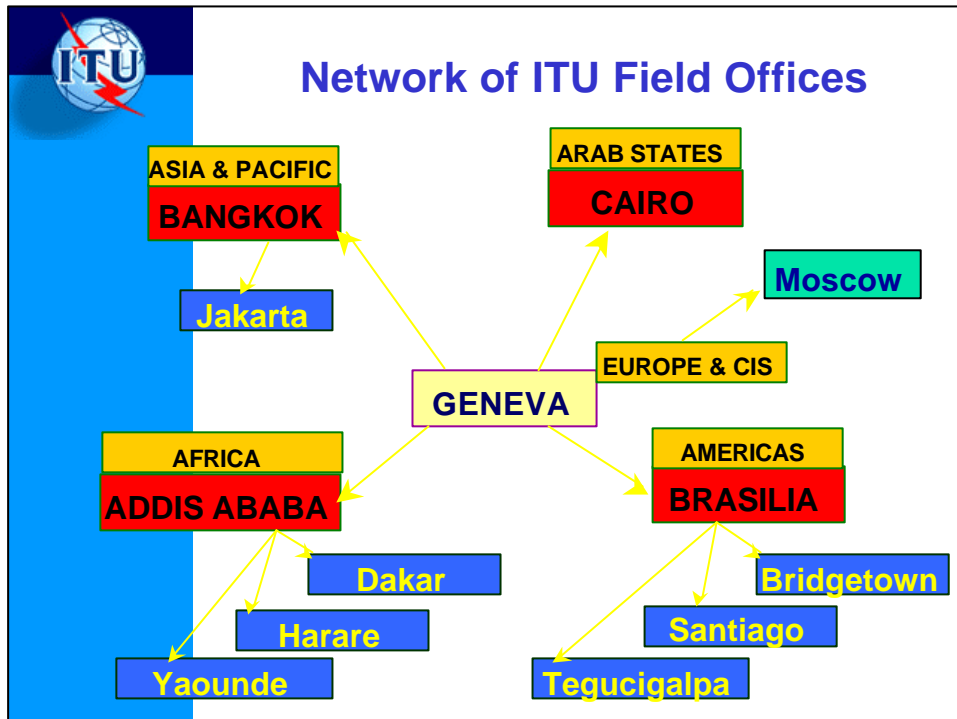 ITU
Network of ITU Field Offices
ASIA & PACIFIC
BANGKOK
Jakarta
ARAB STATES
CAIRO
Moscow
EUROPE & CIS
GENEVA
AFRICA
ADDIS ABABA
Dakar
Harare
Yaounde
AMERICAS
BRASILIA
Bridgetown
Santiago
Tegucigalpa